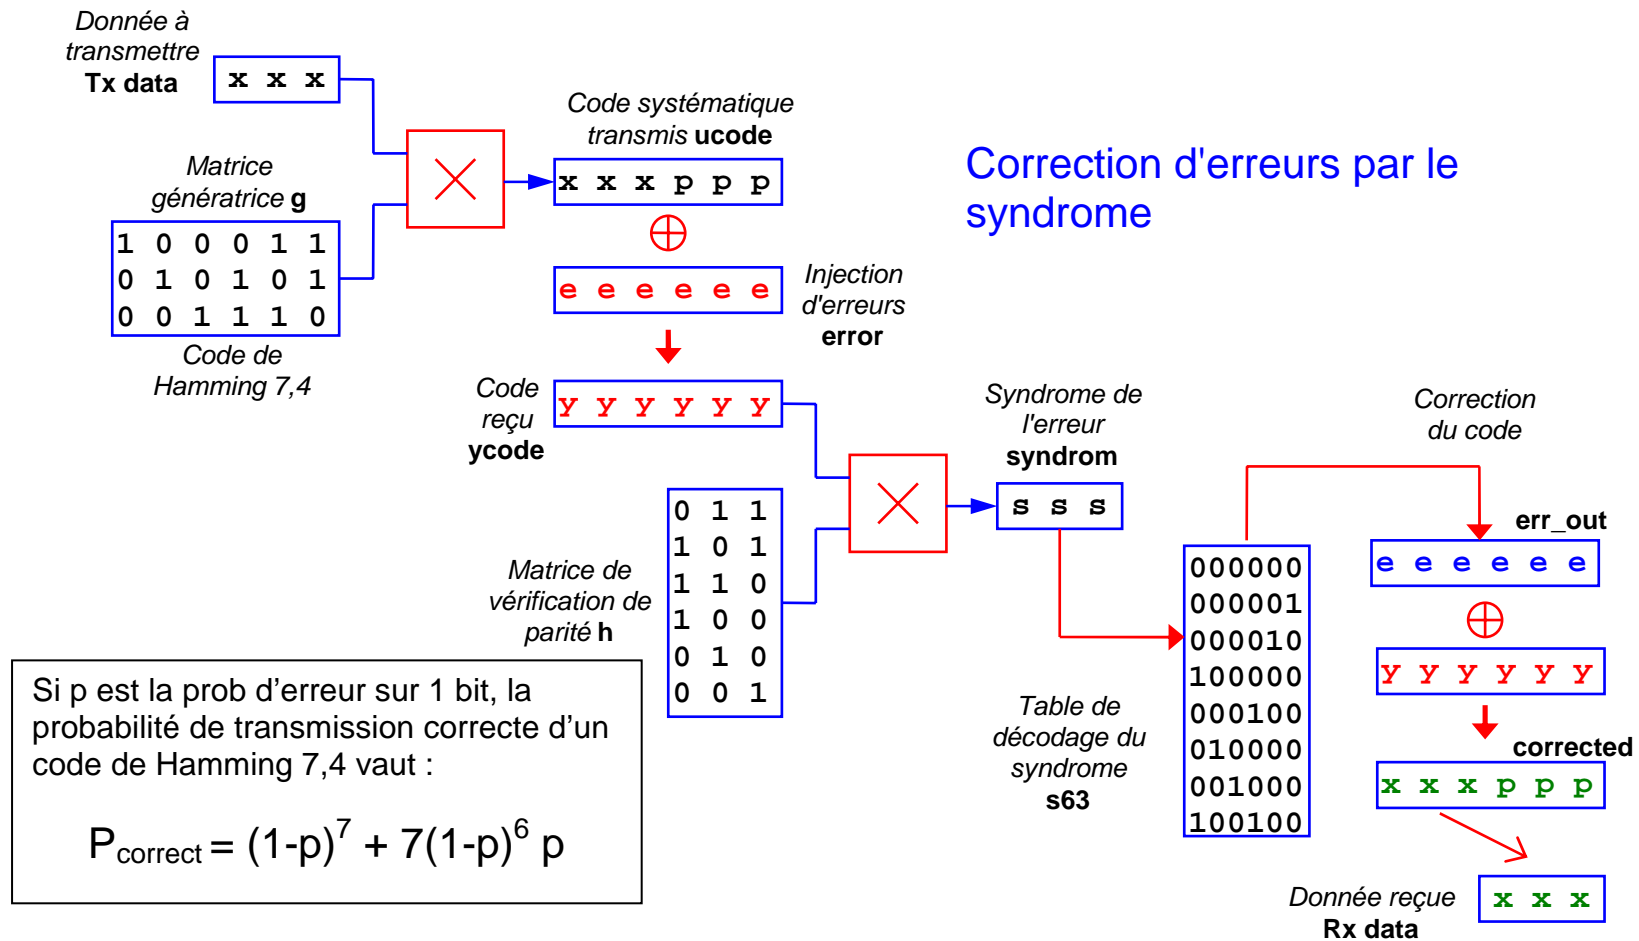 Donnée à
transmettre
Tx data
x x x
Matrice
génératrice g
1 0 0 0 1 1
0 1 0 1 0 1
0 0 1 1 1 0
Code de
Hamming 7,4
Code systématique
transmis ucode
x x x p p p
e e e e e e
Injection
d'erreurs
error
Correction d'erreurs par le
syndrome
Code
reçu
ycode
y y y y y y
Matrice de
vérification de
parité h
0 1 1
1 0 1
1 1 0
1 0 0
0 1 0
0 0 1
Syndrome de
l'erreur
syndrom
s s s
Table de
décodage du
syndrome
s63
000000
000001
000010
100000
000100
010000
001000
100100
Correction
du code
err_out
e e e e e e
y y y y y y
corrected
x x x p p p
Donnée reçue
Rx data
x x x
Si p est la prob d’erreur sur 1 bit, la
probabilité de transmission correcte d’un
code de Hamming 7,4 vaut :
Pcorrect = (1-p)7 + 7(1-p)6 p